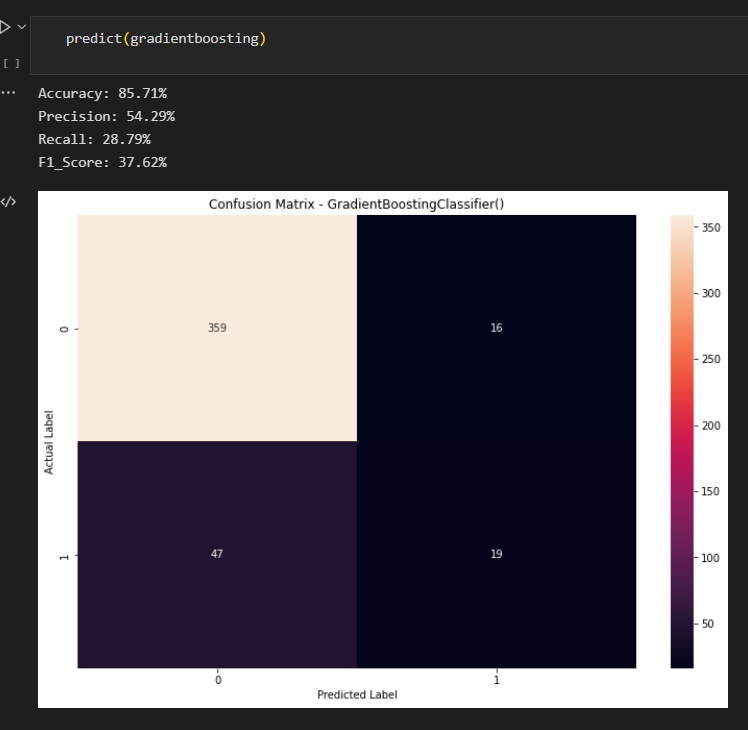 predict(gradientboosting)
[ ]
...
Accuracy: 85.71%
Precision: 54.29%
Recall: 28.79%
F1_Score: 37.62%
</>
Confusion Matrix - GradientBoostingClassifier()
350
300
250
200
150
100
50
359
16
47
19
0
1
Actual Label
0
1
Predicted Label